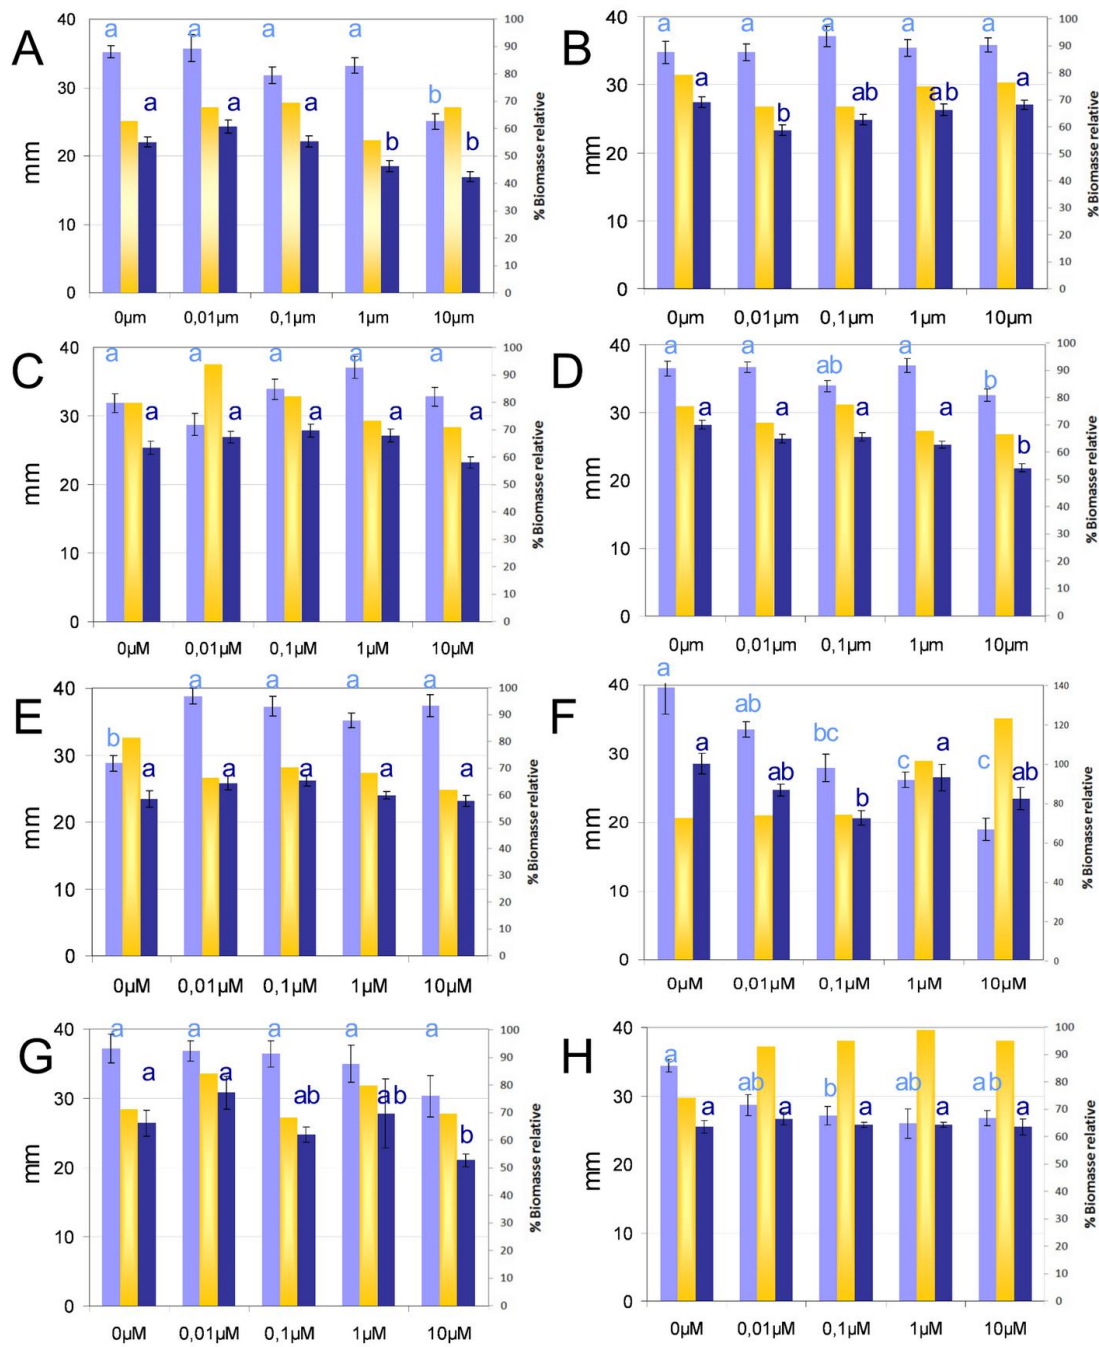 A
a a a a b
a a a b b
40
30
20
10
0
mm
100
90
80
70
60
50
40
30
20
10
0
% Biomasse relative
0µm 0,01µm 0,1µm 1µm 10µm
B
a a a a a
a b ab ab a
40
30
20
10
0
mm
100
90
80
70
60
50
40
30
20
10
0
% Biomasse relative
0µm 0,01µm 0,1µm 1µm 10µm
C
a a a a a
a a a a a
40
30
20
10
0
mm
100
90
80
70
60
50
40
30
20
10
0
% Biomasse relative
0µM 0,01µM 0,1µM 1µM 10µM
D
a a ab a b
a a a a b
40
30
20
10
0
mm
100
90
80
70
60
50
40
30
20
10
0
% Biomasse relative
0µm 0,01µm 0,1µm 1µm 10µm
E
b a a a a
a a a a a
40
30
20
10
0
mm
100
90
80
70
60
50
40
30
20
10
0
% Biomasse relative
0µM 0,01µM 0,1µM 1µM 10µM
F
a ab bc c c
a ab b a ab
40
30
20
10
0
mm
140
120
100
80
60
40
20
0
% Biomasse relative
0µM 0,01µM 0,1µM 1µM 10µM
G
a a a a a
a a ab ab b
40
30
20
10
0
mm
100
90
80
70
60
50
40
30
20
10
0
% Biomasse relative
0µM 0,01µM 0,1µM 1µM 10µM
H
a ab b ab ab
a a a a a
40
30
20
10
0
mm
100
90
80
70
60
50
40
30
20
10
0
% Biomasse relative
0µM 0,01µM 0,1µM 1µM 10µM